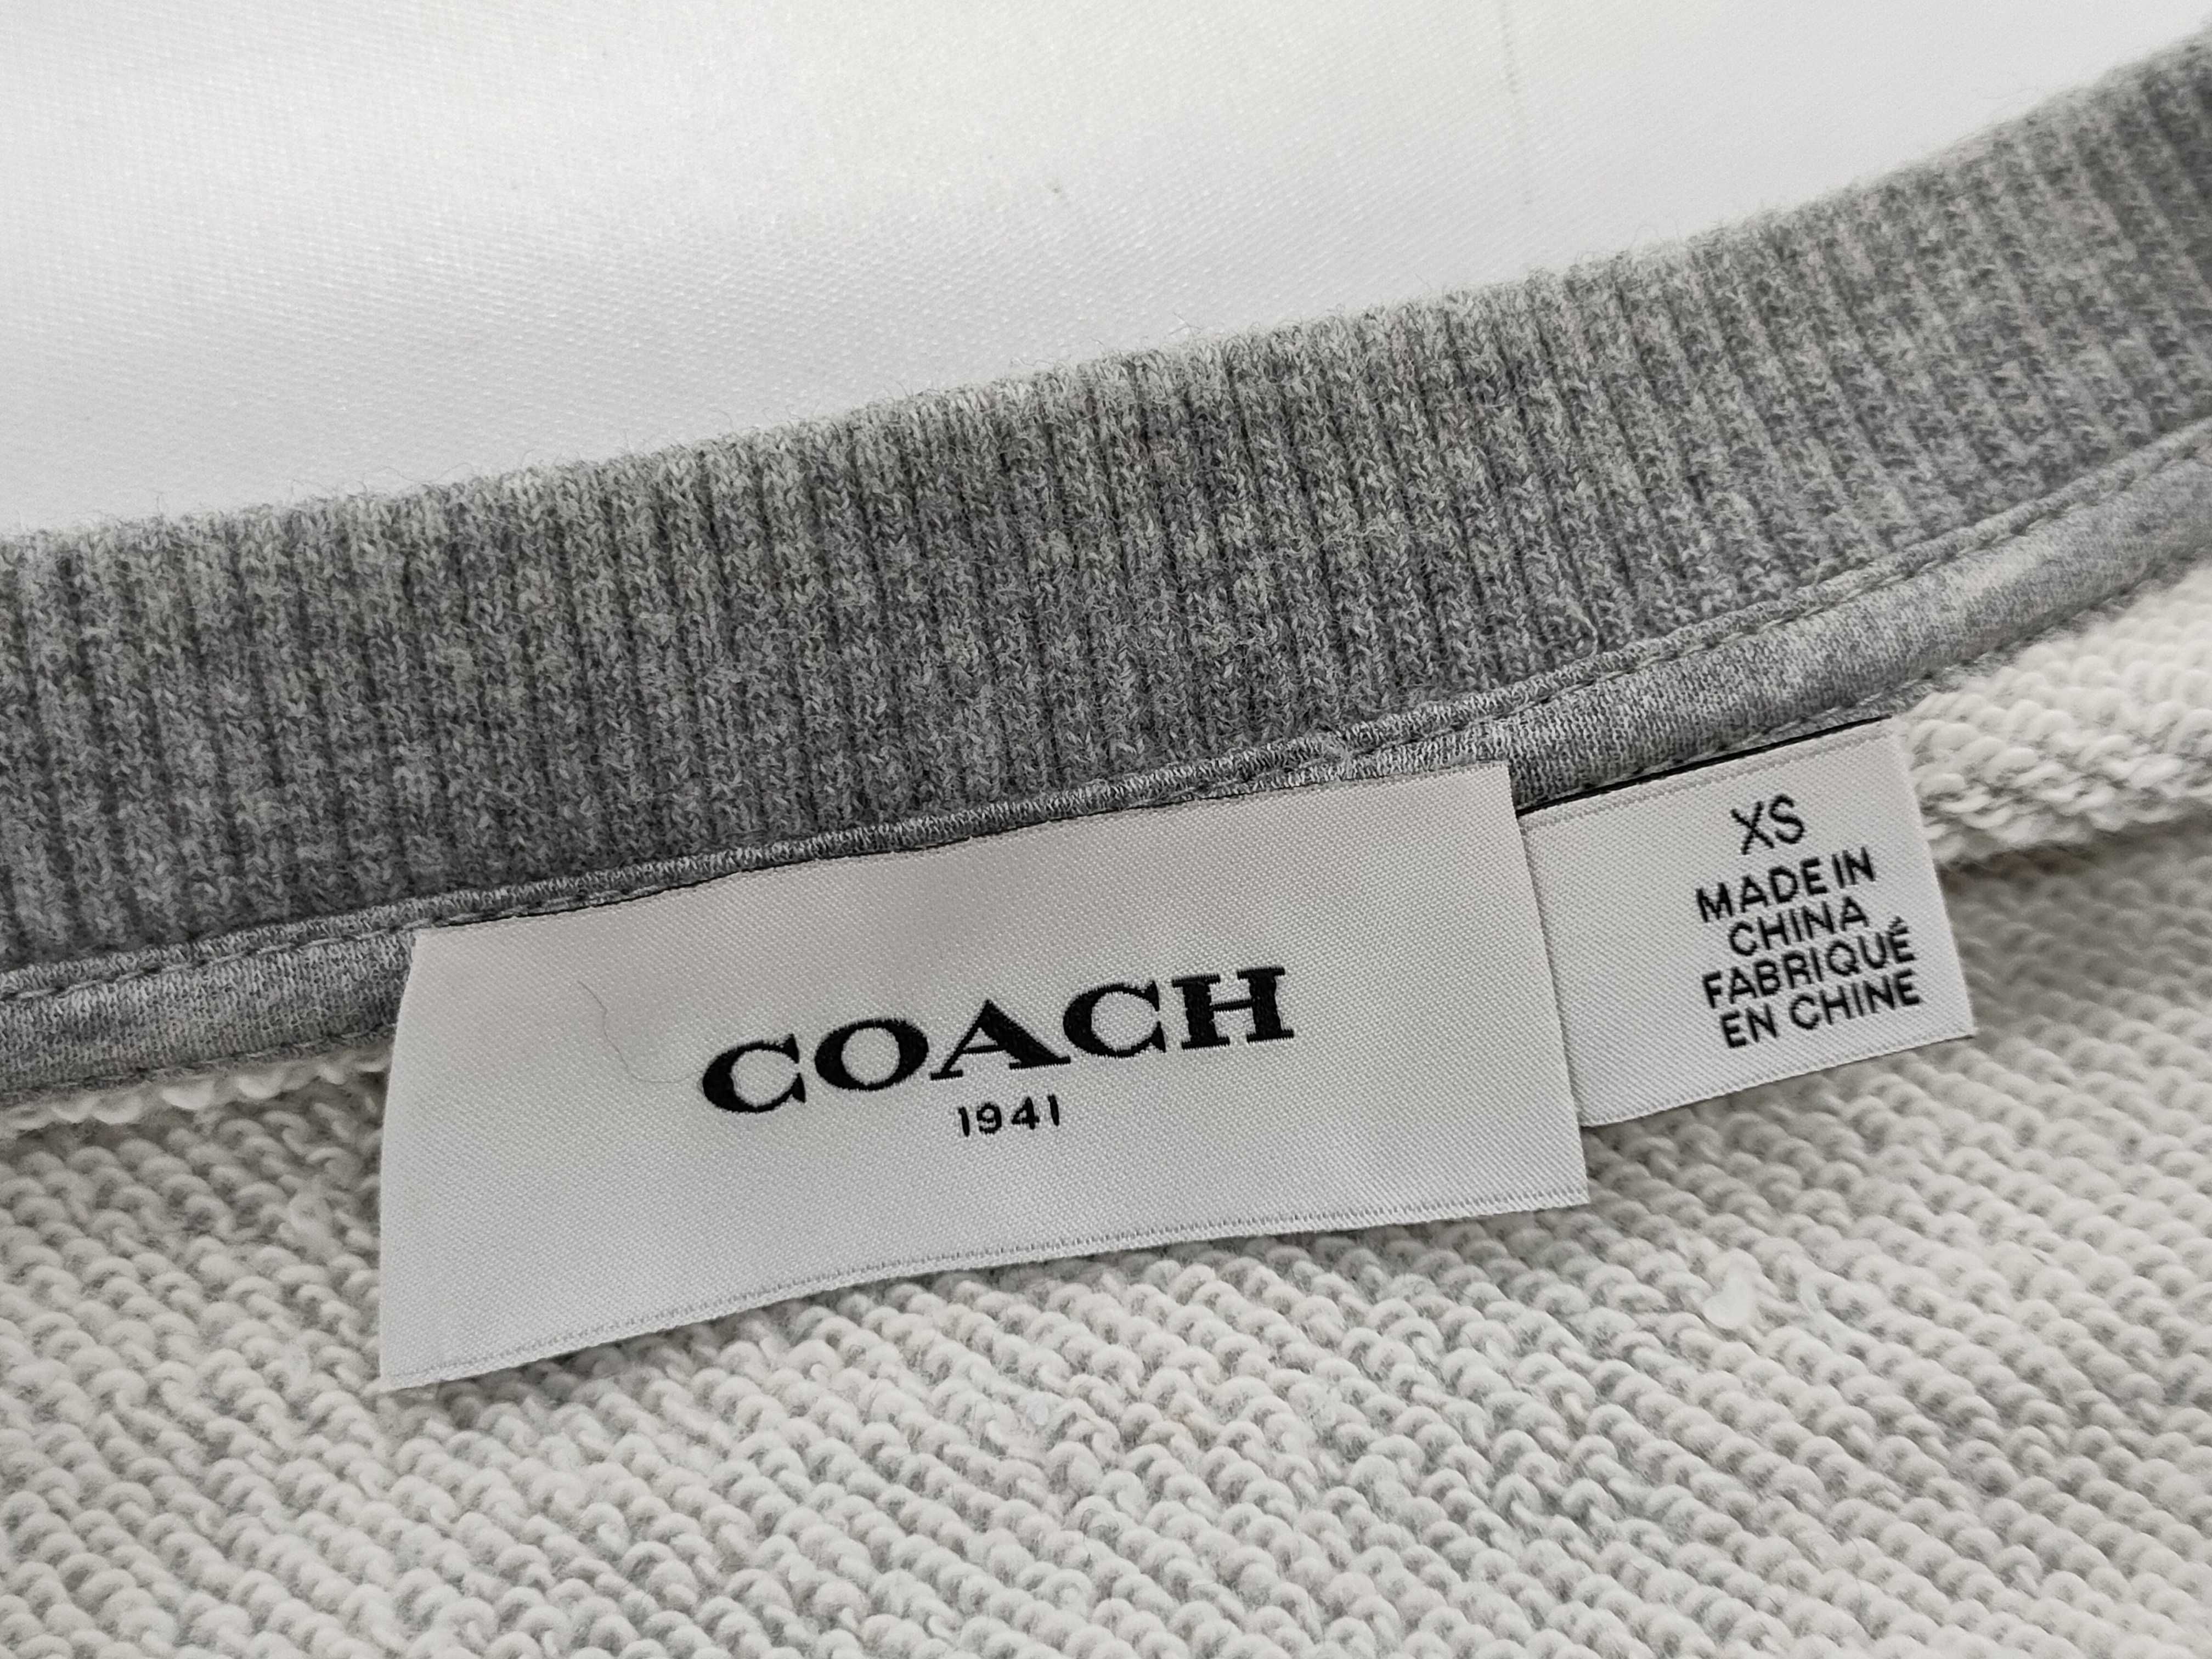 COACH
1941
XS
MADE IN
CHINA
FABRIQUÉ
EN CHINE